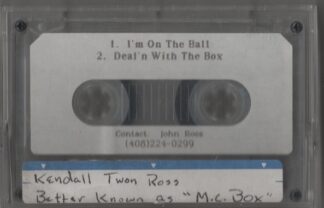 1. I'm On The Ball
2. Deal'n With The Box
Contact: John Ross
(408)224-0299
Kendall Twon Ross
Better Known as "M.C. Box"